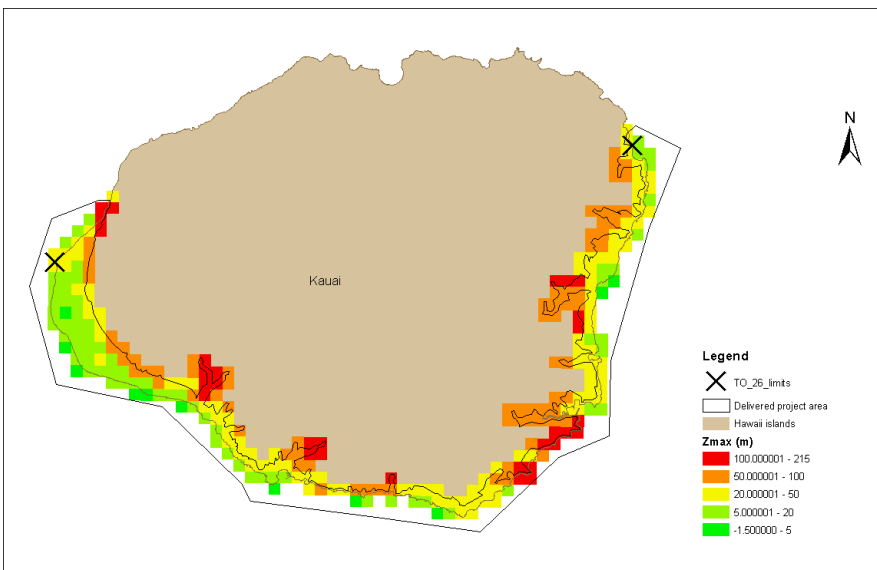 N
Kauai
Legend
TO_26_limits
Delivered project area
Hawaii islands
Zmax (m)
100.000001 - 215
50.000001 - 100
20.000001 - 50
5.000001 - 20
-1.500000 - 5